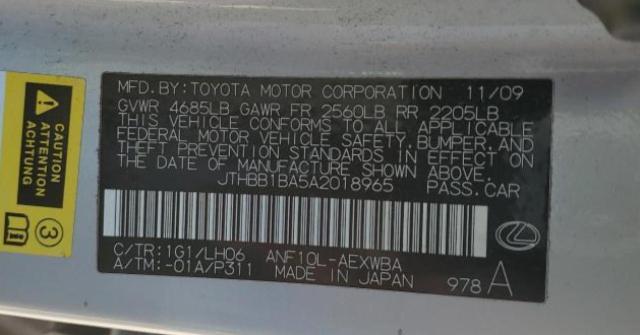 MFD. BY: TOYOTA MOTOR CORPORATION 11/09
GVWR 4685LB GAWR FR 2560LB RR 2205LB
THIS VEHICLE CONFORMS TO ALL APPLICABLE
FEDERAL MOTOR VEHICLE SAFETY, BUMPER, AND
THEFT PREVENTION STANDARDS IN EFFECT ON
THE DATE OF MANUFACTURE SHOWN ABOVE.
JTHBB1BA5A2018965 PASS. CAR
C/TR: 1G1/LH06 ANF10L-AEXWBA
A/TM: -01A/P311 MADE IN JAPAN
978 A
ATTENTION
ACHTUNG
3